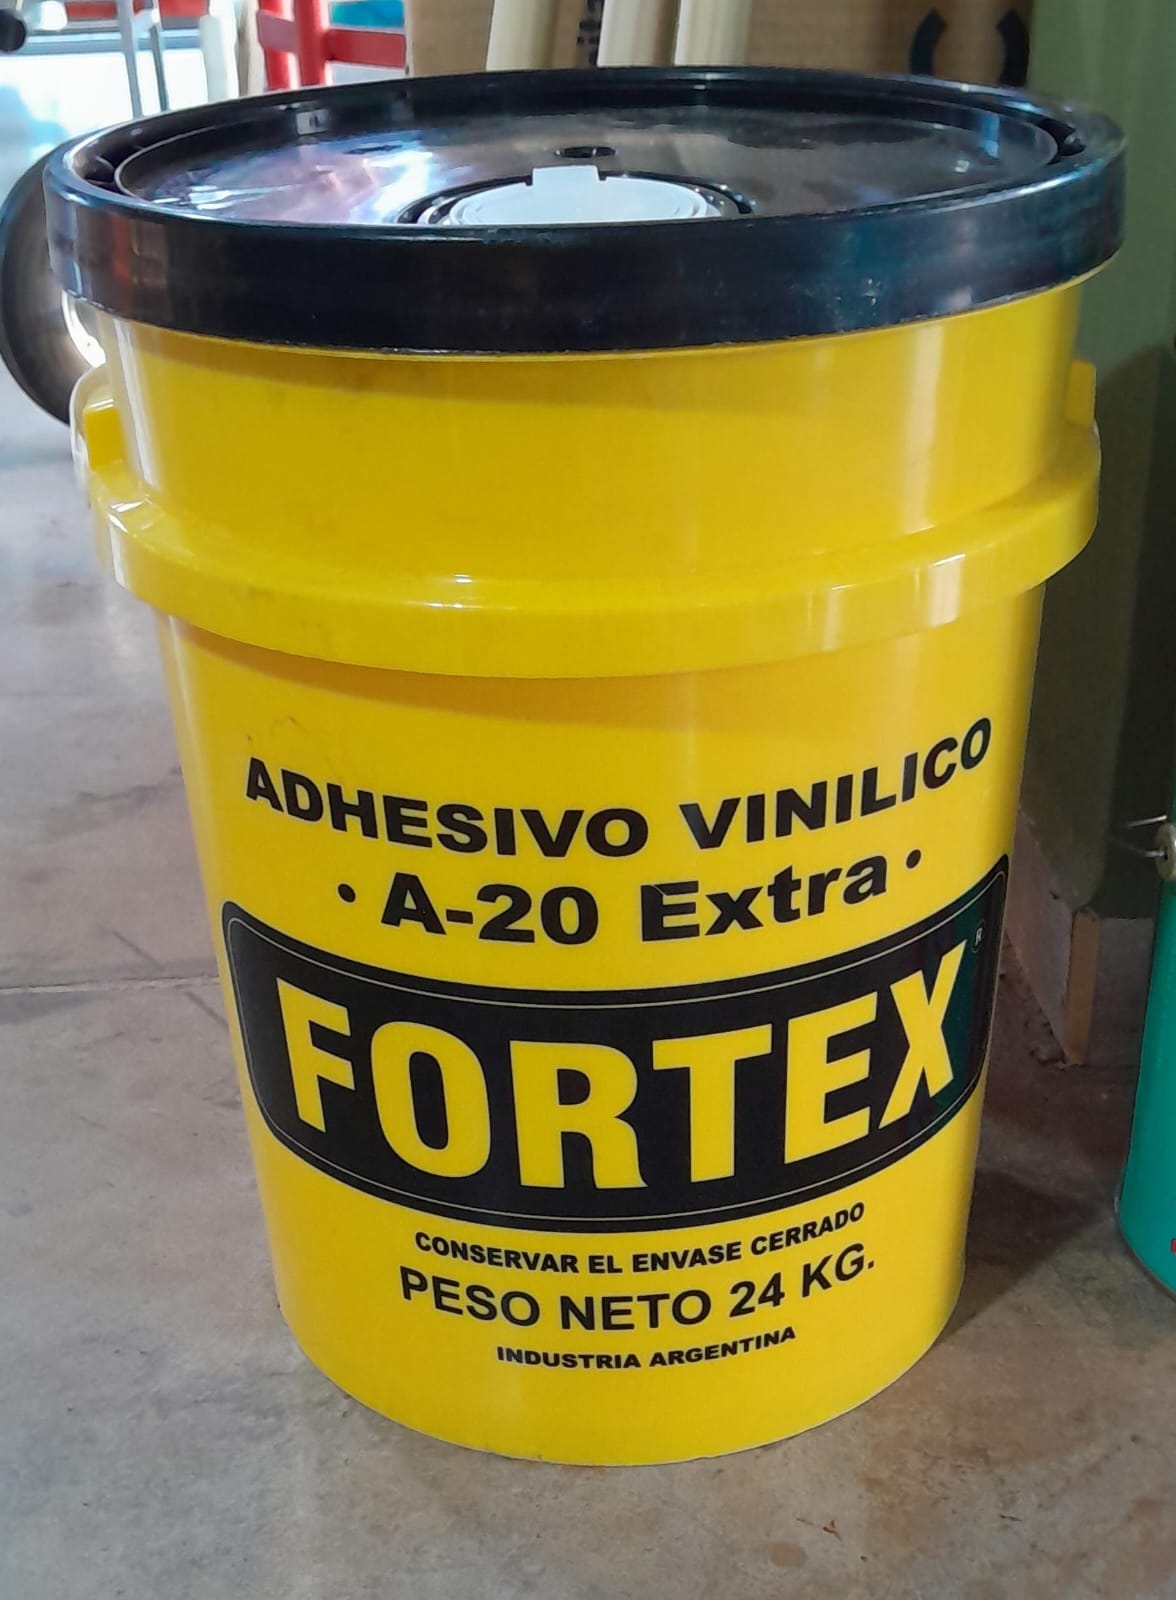 ADHESIVO VINILICO
· A-20 Extra ·
FORTEX ®
CONSERVAR EL ENVASE CERRADO
PESO NETO 24 KG.
INDUSTRIA ARGENTINA